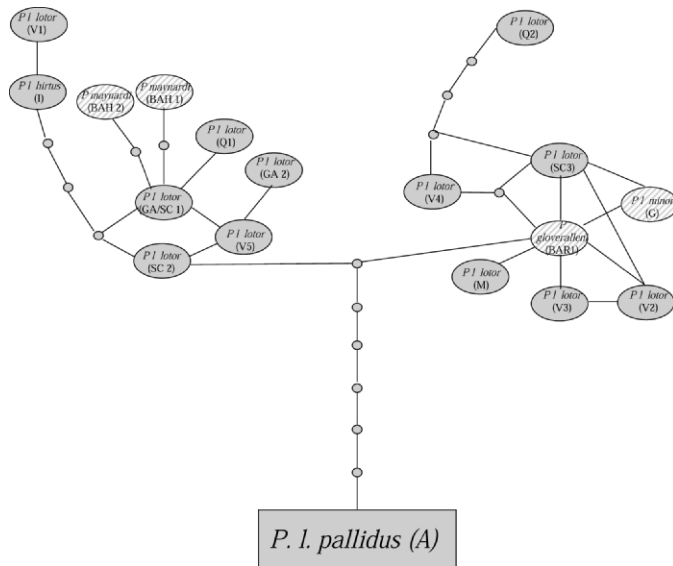 P l lotor
(V1)
P l lotor
(Q2)
P l hirtus
(I)
P maynardi
(BAH 2)
P maynardi
(BAH 1)
P l lotor
(Q1)
P l lotor
(GA 2)
P l lotor
(SC3)
P l lotor
(V4)
P l minor
(G)
P l lotor
(GA/SC 1)
P l lotor
(V5)
P
gloveralleni
(BAR1)
P l lotor
(SC 2)
P l lotor
(M)
P l lotor
(V3)
P l lotor
(V2)
P. l. pallidus (A)